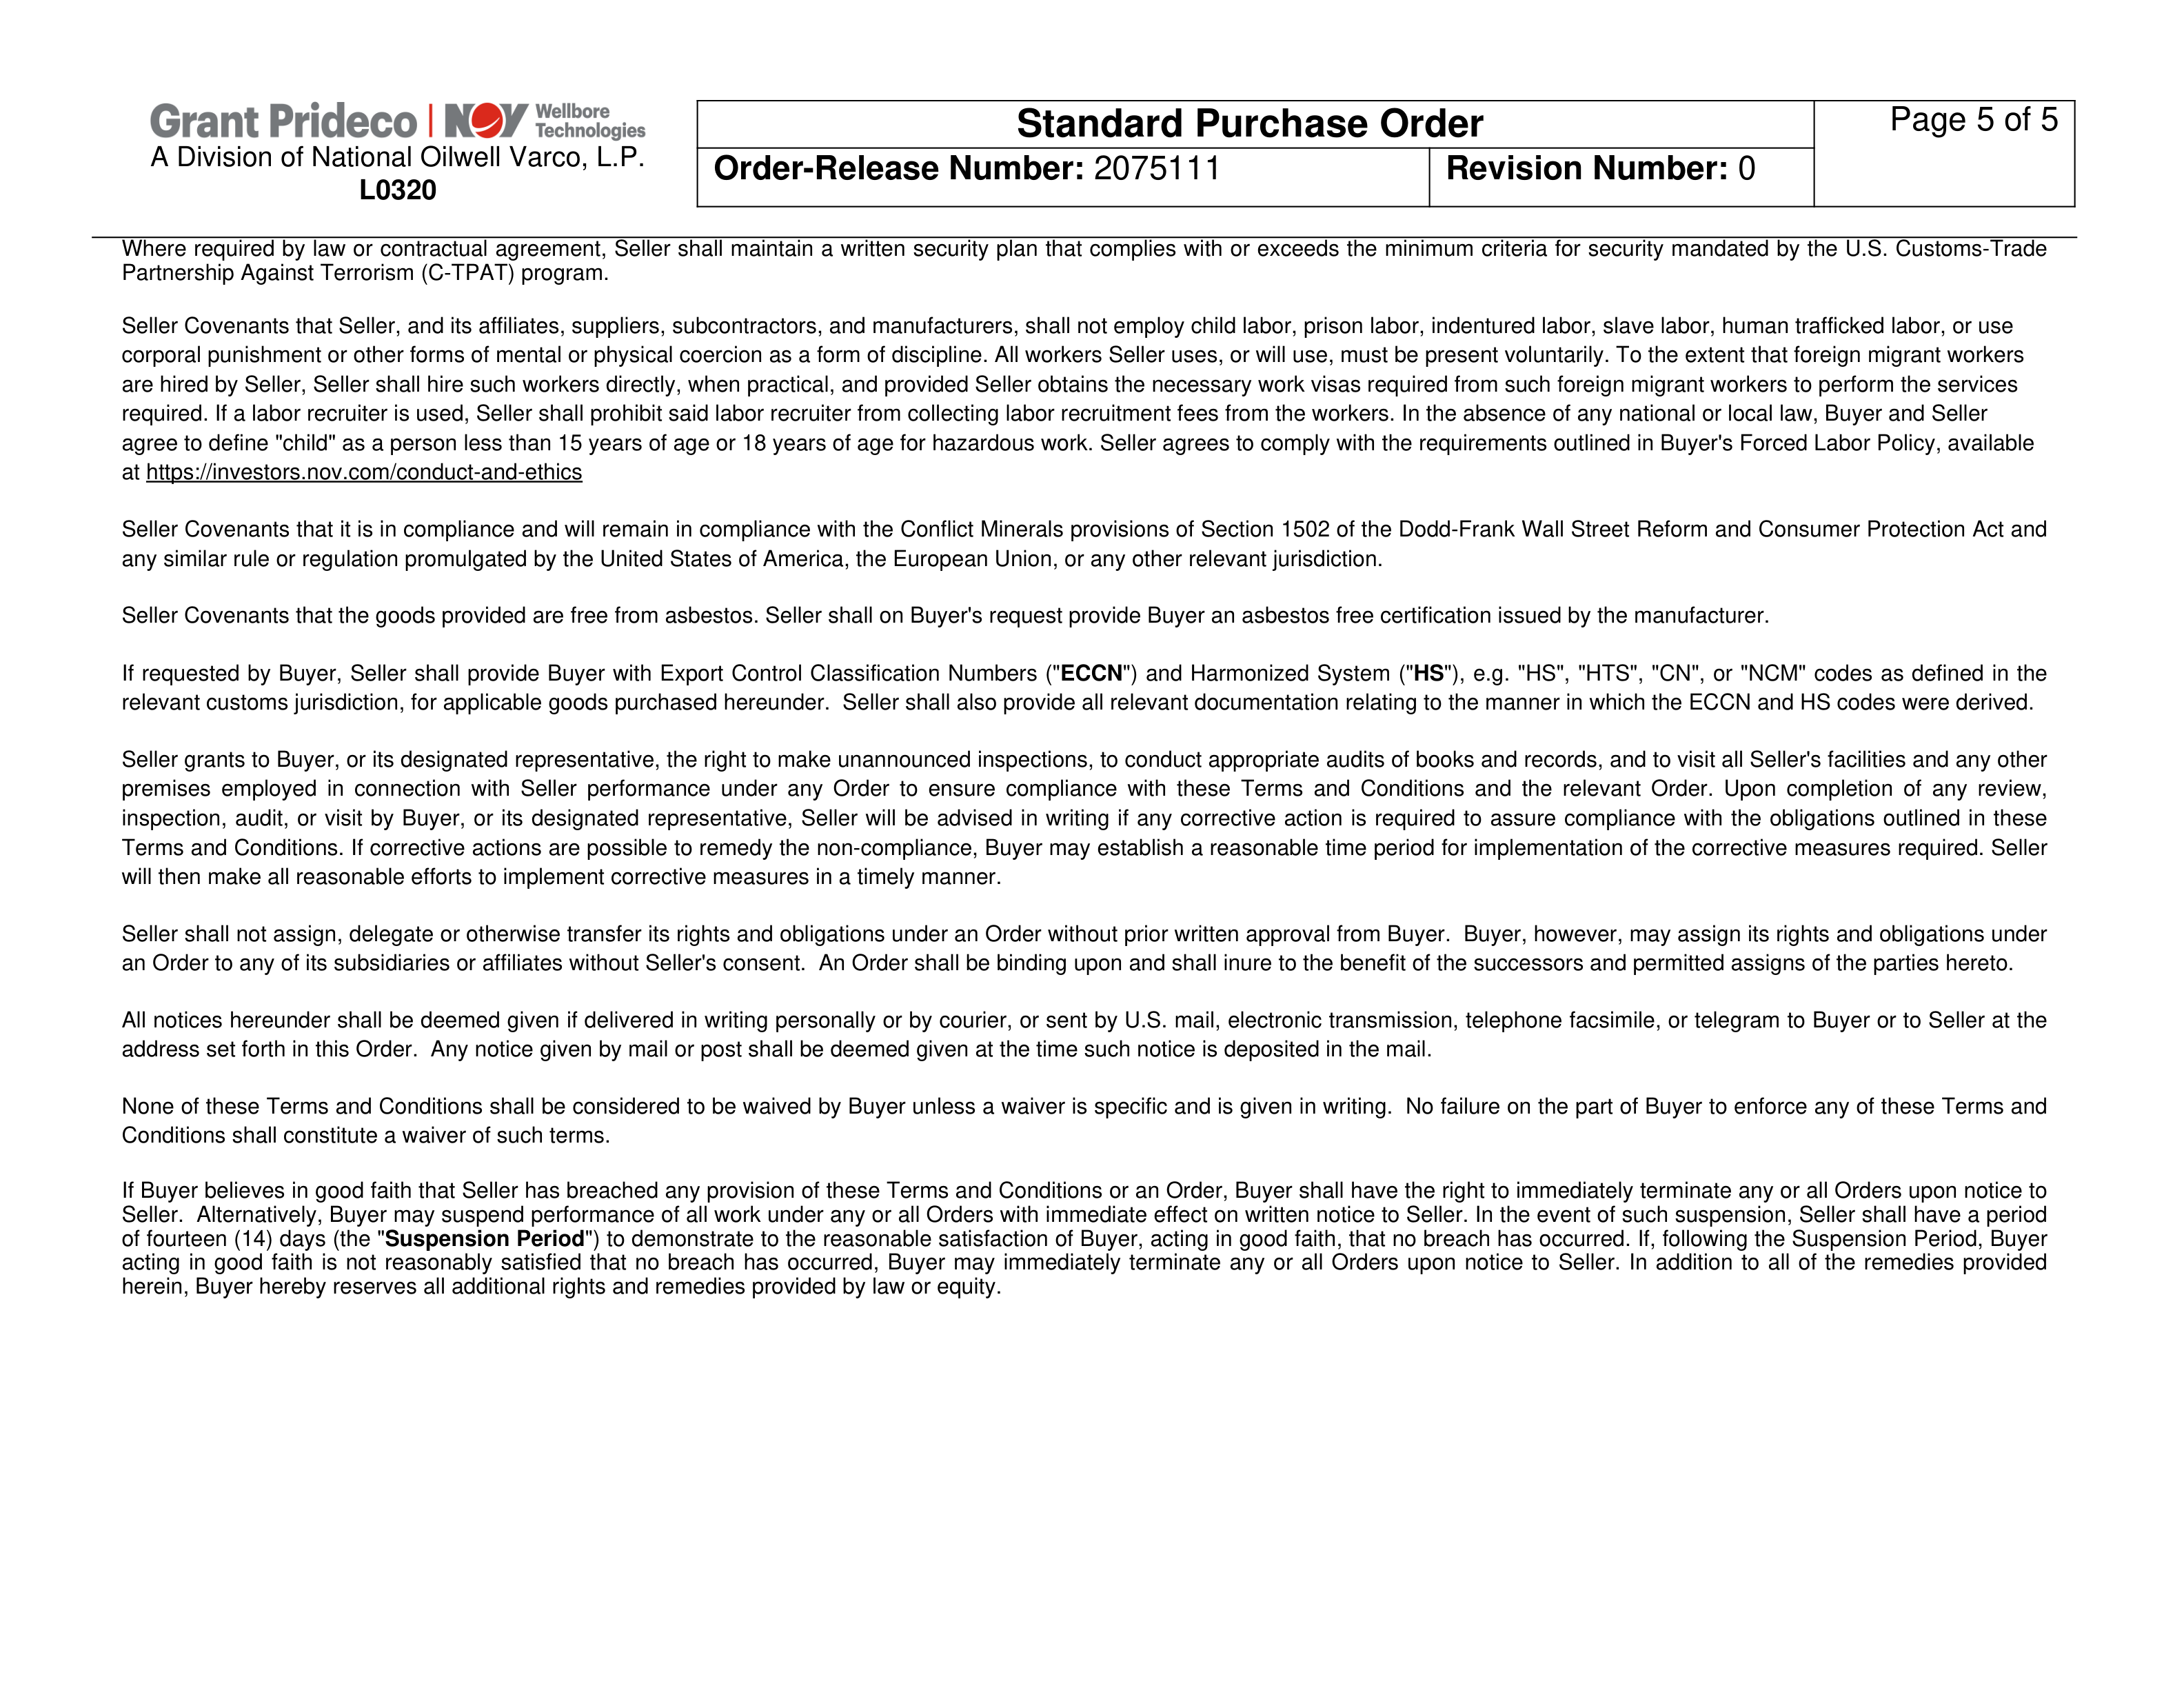 Grant Prideco | NOV Wellbore Technologies
A Division of National Oilwell Varco, L.P.
L0320
Standard Purchase Order
Page 5 of 5
Order-Release Number: 2075111
Revision Number: 0
Where required by law or contractual agreement, Seller shall maintain a written security plan that complies with or exceeds the minimum criteria for security mandated by the U.S. Customs-Trade
Partnership Against Terrorism (C-TPAT) program.
Seller Covenants that Seller, and its affiliates, suppliers, subcontractors, and manufacturers, shall not employ child labor, prison labor, indentured labor, slave labor, human trafficked labor, or use
corporal punishment or other forms of mental or physical coercion as a form of discipline. All workers Seller uses, or will use, must be present voluntarily. To the extent that foreign migrant workers
are hired by Seller, Seller shall hire such workers directly, when practical, and provided Seller obtains the necessary work visas required from such foreign migrant workers to perform the services
required. If a labor recruiter is used, Seller shall prohibit said labor recruiter from collecting labor recruitment fees from the workers. In the absence of any national or local law, Buyer and Seller
agree to define "child" as a person less than 15 years of age or 18 years of age for hazardous work. Seller agrees to comply with the requirements outlined in Buyer's Forced Labor Policy, available
at https://investors.nov.com/conduct-and-ethics
Seller Covenants that it is in compliance and will remain in compliance with the Conflict Minerals provisions of Section 1502 of the Dodd-Frank Wall Street Reform and Consumer Protection Act and
any similar rule or regulation promulgated by the United States of America, the European Union, or any other relevant jurisdiction.
Seller Covenants that the goods provided are free from asbestos. Seller shall on Buyer's request provide Buyer an asbestos free certification issued by the manufacturer.
If requested by Buyer, Seller shall provide Buyer with Export Control Classification Numbers ("ECCN") and Harmonized System ("HS"), e.g. "HS", "HTS", "CN", or "NCM" codes as defined in the
relevant customs jurisdiction, for applicable goods purchased hereunder.  Seller shall also provide all relevant documentation relating to the manner in which the ECCN and HS codes were derived.
Seller grants to Buyer, or its designated representative, the right to make unannounced inspections, to conduct appropriate audits of books and records, and to visit all Seller's facilities and any other
premises employed in connection with Seller performance under any Order to ensure compliance with these Terms and Conditions and the relevant Order. Upon completion of any review,
inspection, audit, or visit by Buyer, or its designated representative, Seller will be advised in writing if any corrective action is required to assure compliance with the obligations outlined in these
Terms and Conditions. If corrective actions are possible to remedy the non-compliance, Buyer may establish a reasonable time period for implementation of the corrective measures required. Seller
will then make all reasonable efforts to implement corrective measures in a timely manner.
Seller shall not assign, delegate or otherwise transfer its rights and obligations under an Order without prior written approval from Buyer.  Buyer, however, may assign its rights and obligations under
an Order to any of its subsidiaries or affiliates without Seller's consent.  An Order shall be binding upon and shall inure to the benefit of the successors and permitted assigns of the parties hereto.
All notices hereunder shall be deemed given if delivered in writing personally or by courier, or sent by U.S. mail, electronic transmission, telephone facsimile, or telegram to Buyer or to Seller at the
address set forth in this Order.  Any notice given by mail or post shall be deemed given at the time such notice is deposited in the mail.
None of these Terms and Conditions shall be considered to be waived by Buyer unless a waiver is specific and is given in writing.  No failure on the part of Buyer to enforce any of these Terms and
Conditions shall constitute a waiver of such terms.
If Buyer believes in good faith that Seller has breached any provision of these Terms and Conditions or an Order, Buyer shall have the right to immediately terminate any or all Orders upon notice to
Seller.  Alternatively, Buyer may suspend performance of all work under any or all Orders with immediate effect on written notice to Seller. In the event of such suspension, Seller shall have a period
of fourteen (14) days (the "Suspension Period") to demonstrate to the reasonable satisfaction of Buyer, acting in good faith, that no breach has occurred. If, following the Suspension Period, Buyer
acting in good faith is not reasonably satisfied that no breach has occurred, Buyer may immediately terminate any or all Orders upon notice to Seller. In addition to all of the remedies provided
herein, Buyer hereby reserves all additional rights and remedies provided by law or equity.